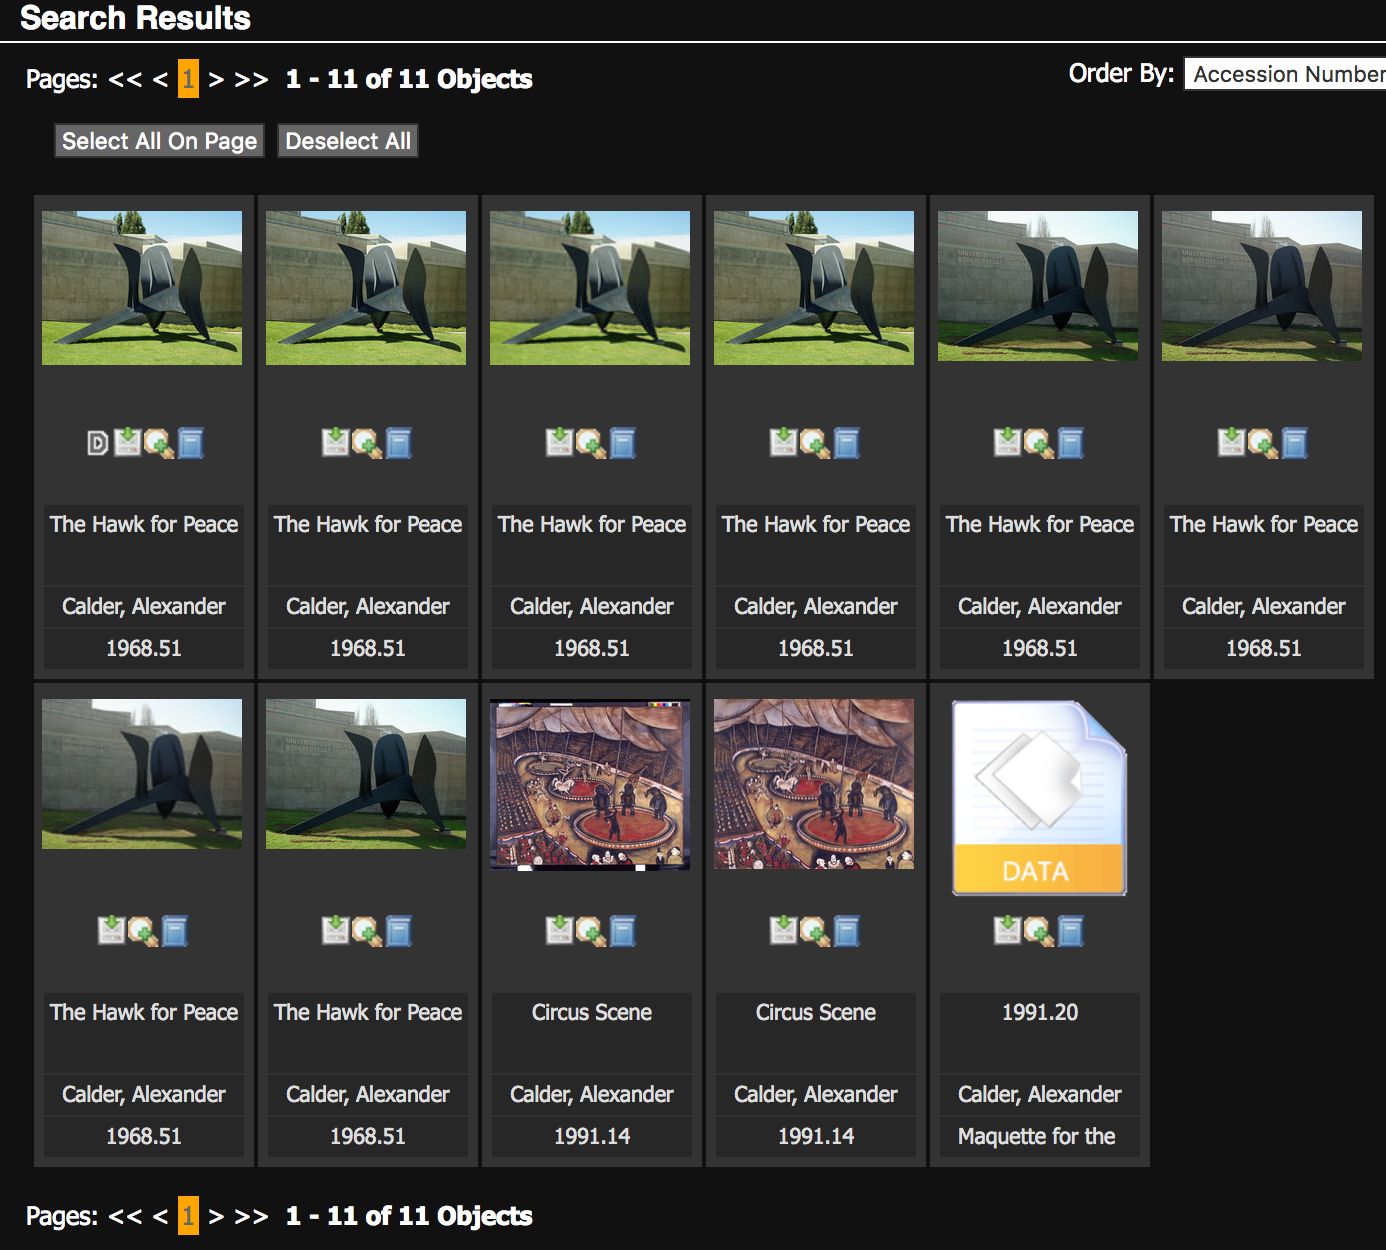 Search Results
Pages: << < 1 > >> 1 - 11 of 11 Objects
Order By: Accession Number
Select All On Page Deselect All
D
The Hawk for Peace The Hawk for Peace The Hawk for Peace The Hawk for Peace The Hawk for Peace The Hawk for Peace
Calder, Alexander Calder, Alexander Calder, Alexander Calder, Alexander Calder, Alexander Calder, Alexander
1968.51 1968.51 1968.51 1968.51 1968.51 1968.51
DATA
The Hawk for Peace The Hawk for Peace Circus Scene Circus Scene 1991.20
Calder, Alexander Calder, Alexander Calder, Alexander Calder, Alexander Calder, Alexander
1968.51 1968.51 1991.14 1991.14 Maquette for the
Pages: << < 1 > >> 1 - 11 of 11 Objects